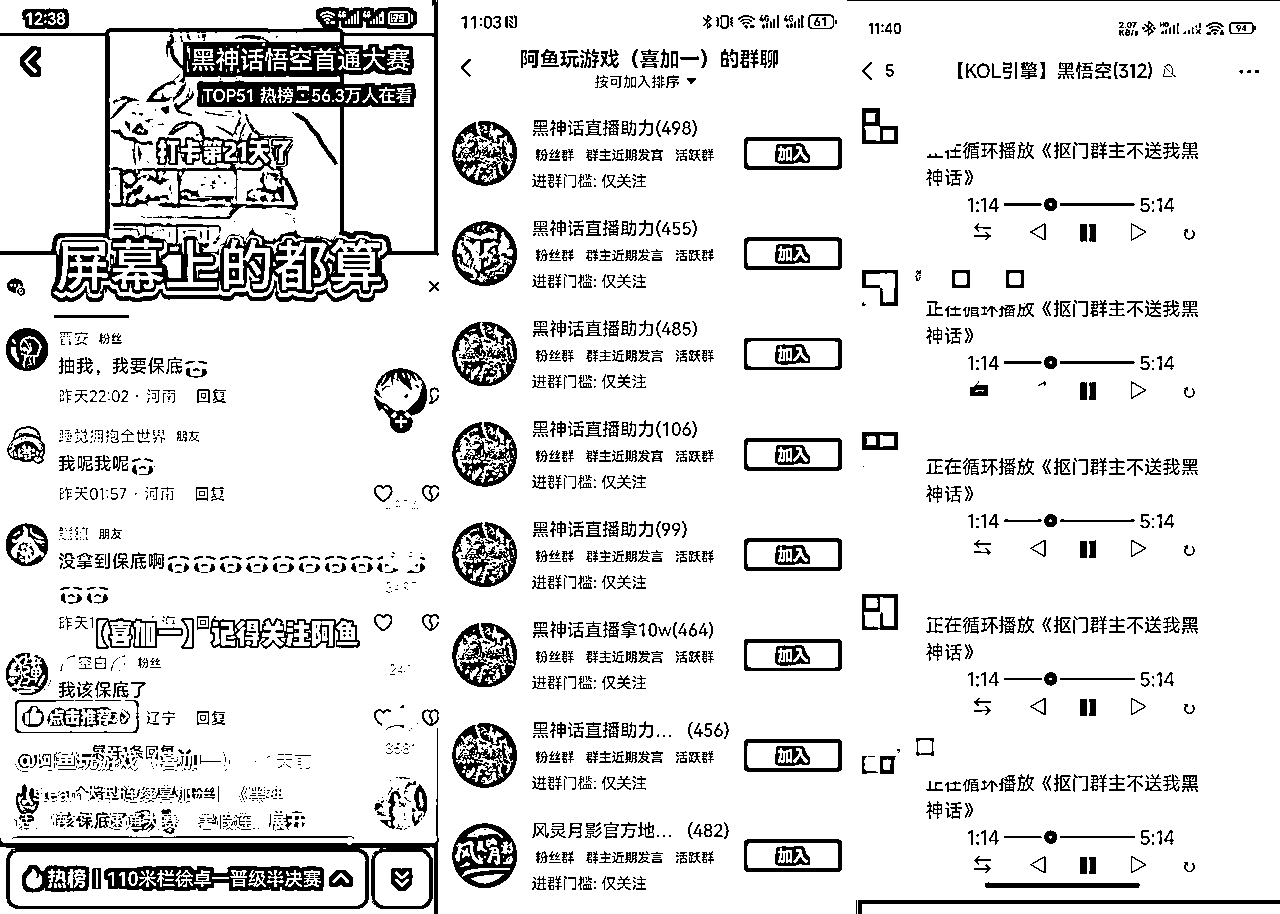 12:38
黑神话悟空首通大赛
TOP51 热榜 56.3万人在看
打卡第21天了
屏幕上的都算
晋安 粉丝
抽我，我要保底
昨天22:02 · 河南 回复
睡觉拥抱全世界 朋友
我呢我呢
昨天01:57 · 河南 回复
朋友
没拿到保底啊
【喜加一】 记得关注阿鱼
空白 粉丝
我该保底了
点击推荐 辽宁 回复
@阿鱼玩游戏（喜加一） · 1天前
展开
热榜 110米栏徐卓一晋级半决赛
11:03
61
阿鱼玩游戏（喜加一）的群聊
按可加入排序
黑神话直播助力(498)
粉丝群 群主近期发言 活跃群
进群门槛: 仅关注
加入
黑神话直播助力(455)
粉丝群 群主近期发言 活跃群
进群门槛: 仅关注
加入
黑神话直播助力(485)
粉丝群 群主近期发言 活跃群
进群门槛: 仅关注
加入
黑神话直播助力(106)
粉丝群 群主近期发言 活跃群
进群门槛: 仅关注
加入
黑神话直播助力(99)
粉丝群 群主近期发言 活跃群
进群门槛: 仅关注
加入
黑神话直播拿10w(464)
粉丝群 群主近期发言 活跃群
进群门槛: 仅关注
加入
黑神话直播助力... (456)
粉丝群 群主近期发言 活跃群
进群门槛: 仅关注
加入
风灵月影官方地... (482)
粉丝群 群主近期发言 活跃群
进群门槛: 仅关注
加入
11:40
2.07 KB/s
94
5 【KOL引擎】黑悟空(312)
正在循环播放《抠门群主不送我黑
神话》
1:14 5:14
正在循环播放《抠门群主不送我黑
神话》
1:14 5:14
正在循环播放《抠门群主不送我黑
神话》
1:14 5:14
正在循环播放《抠门群主不送我黑
神话》
1:14 5:14
正在循环播放《抠门群主不送我黑
神话》
1:14 5:14